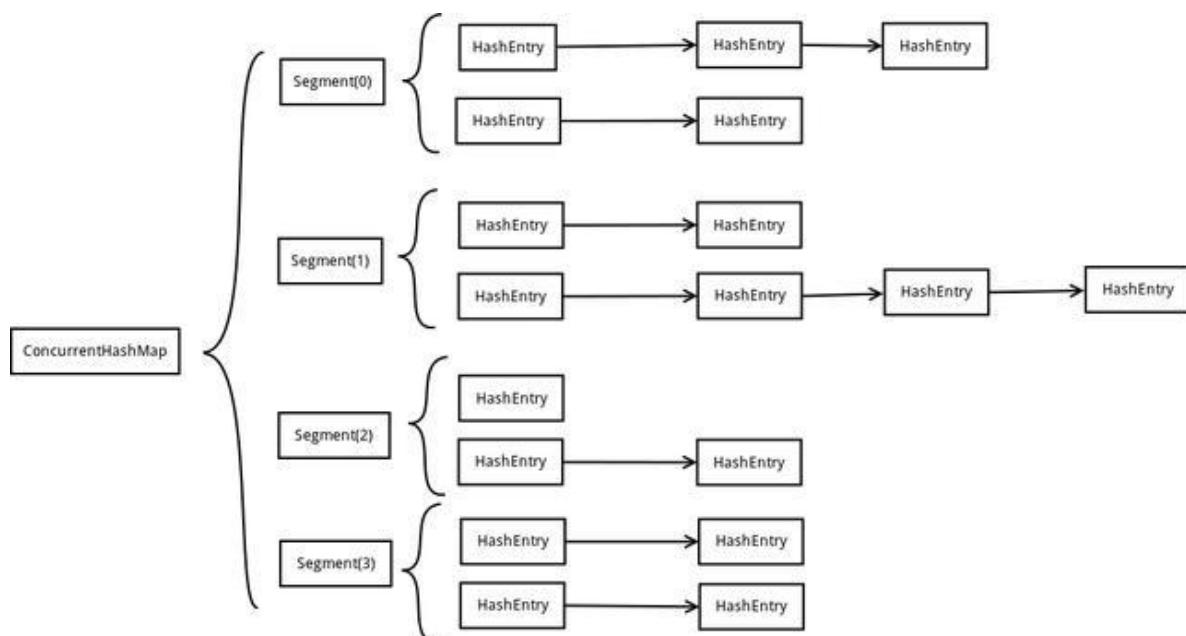 HashEntry HashEntry HashEntry
Segment(0)
HashEntry HashEntry
HashEntry HashEntry
Segment(1)
HashEntry HashEntry HashEntry HashEntry
ConcurrentHashMap
HashEntry
Segment(2)
HashEntry HashEntry
HashEntry HashEntry
Segment(3)
HashEntry HashEntry